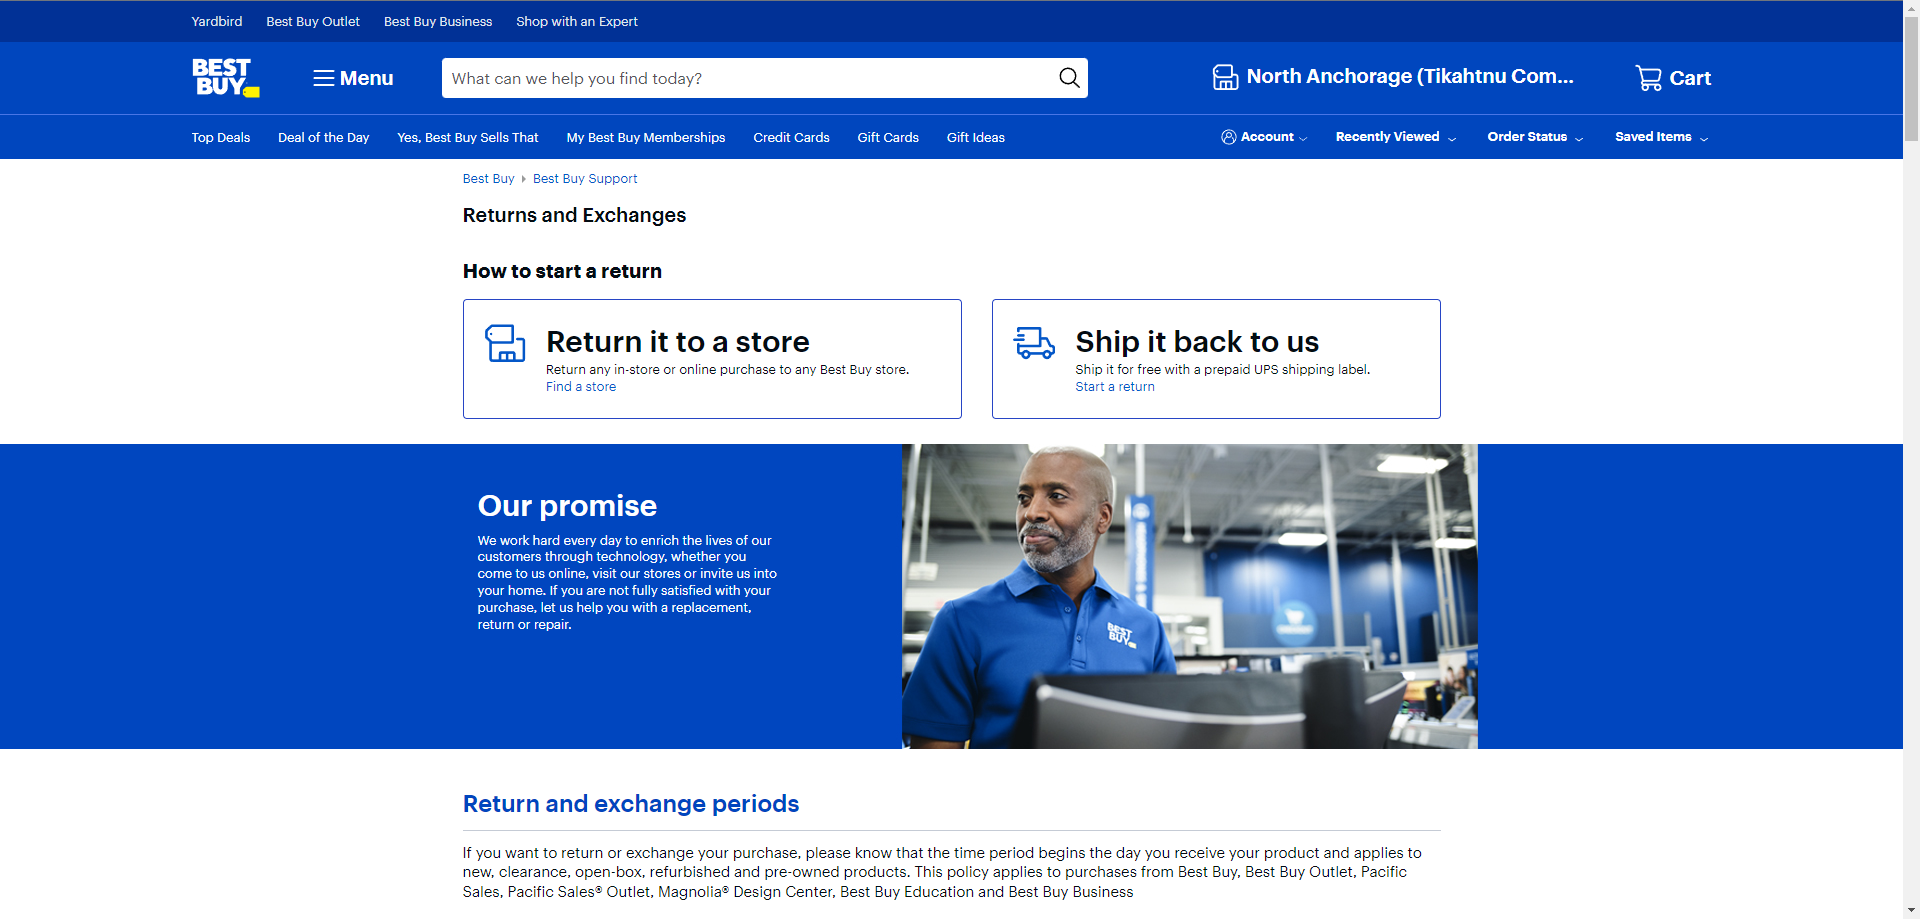 Yardbird Best Buy Outlet Best Buy Business Shop with an Expert
BEST BUY
Menu
What can we help you find today?
North Anchorage (Tikahtnu Com...
Cart
Top Deals Deal of the Day Yes, Best Buy Sells That My Best Buy Memberships Credit Cards Gift Cards Gift Ideas
Account Recently Viewed Order Status Saved Items
Best Buy Best Buy Support
Returns and Exchanges
How to start a return
Return it to a store
Return any in-store or online purchase to any Best Buy store.
Find a store
Ship it back to us
Ship it for free with a prepaid UPS shipping label.
Start a return
Our promise
We work hard every day to enrich the lives of our
customers through technology, whether you
come to us online, visit our stores or invite us into
your home. If you are not fully satisfied with your
purchase, let us help you with a replacement,
return or repair.
BEST
BUY
Return and exchange periods
If you want to return or exchange your purchase, please know that the time period begins the day you receive your product and applies to
new, clearance, open-box, refurbished and pre-owned products. This policy applies to purchases from Best Buy, Best Buy Outlet, Pacific
Sales, Pacific Sales® Outlet, Magnolia® Design Center, Best Buy Education and Best Buy Business